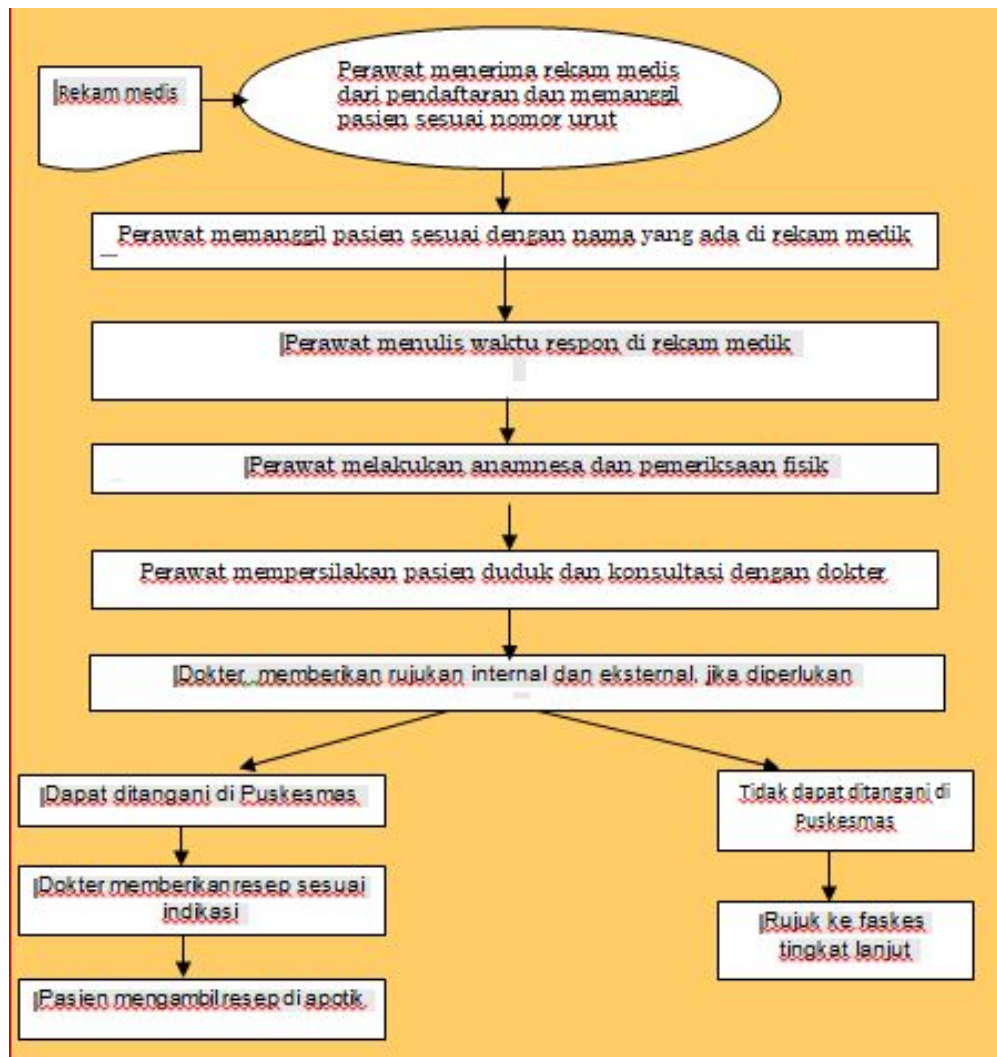 Rekam medis
Perawat menerima rekam medis
dari pendaftaran dan memanggil
pasien sesuai nomor urut
Perawat memanggil pasien sesuai dengan nama yang ada di rekam medik
Perawat menulis waktu respon di rekam medik
Perawat melakukan anamnesa dan pemeriksaan fisik
Perawat mempersilakan pasien duduk dan konsultasi dengan dokter
Dokter memberikan rujukan internal dan eksternal, jika diperlukan
Dapat ditangani di Puskesmas
Dokter memberikan resep sesuai
indikasi
Pasien mengambil resep di apotik
Tidak dapat ditangani di
Puskesmas
Rujuk ke faskes
tingkat lanjut